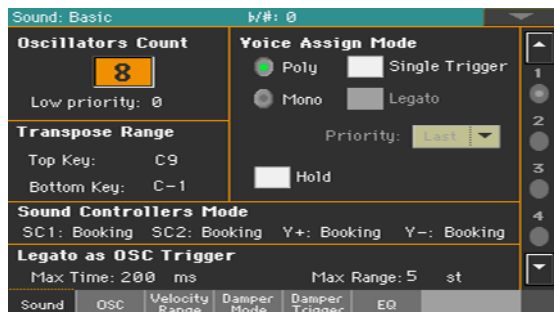 Sound: Basic ♭/#: 0
Oscillators Count
8
Low priority: 0
Voice Assign Mode
Poly Single Trigger
Mono Legato
Priority: Last
Hold
Transpose Range
Top Key: C9
Bottom Key: C-1
Sound Controllers Mode
SC1: Booking SC2: Booking Y+: Booking Y-: Booking
Legato as OSC Trigger
Max Time: 200 ms Max Range: 5 st
1
2
3
4
Sound OSC Velocity Range Damper Mode Damper Trigger EQ